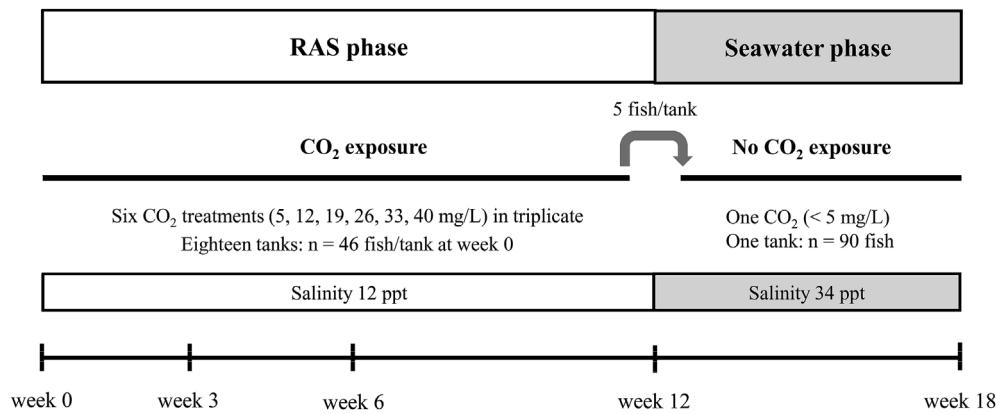 RAS phase
Seawater phase
5 fish/tank
CO₂ exposure
No CO₂ exposure
Six CO₂ treatments (5, 12, 19, 26, 33, 40 mg/L) in triplicate
Eighteen tanks: n = 46 fish/tank at week 0
One CO₂ (< 5 mg/L)
One tank: n = 90 fish
Salinity 12 ppt
Salinity 34 ppt
week 0
week 3
week 6
week 12
week 18